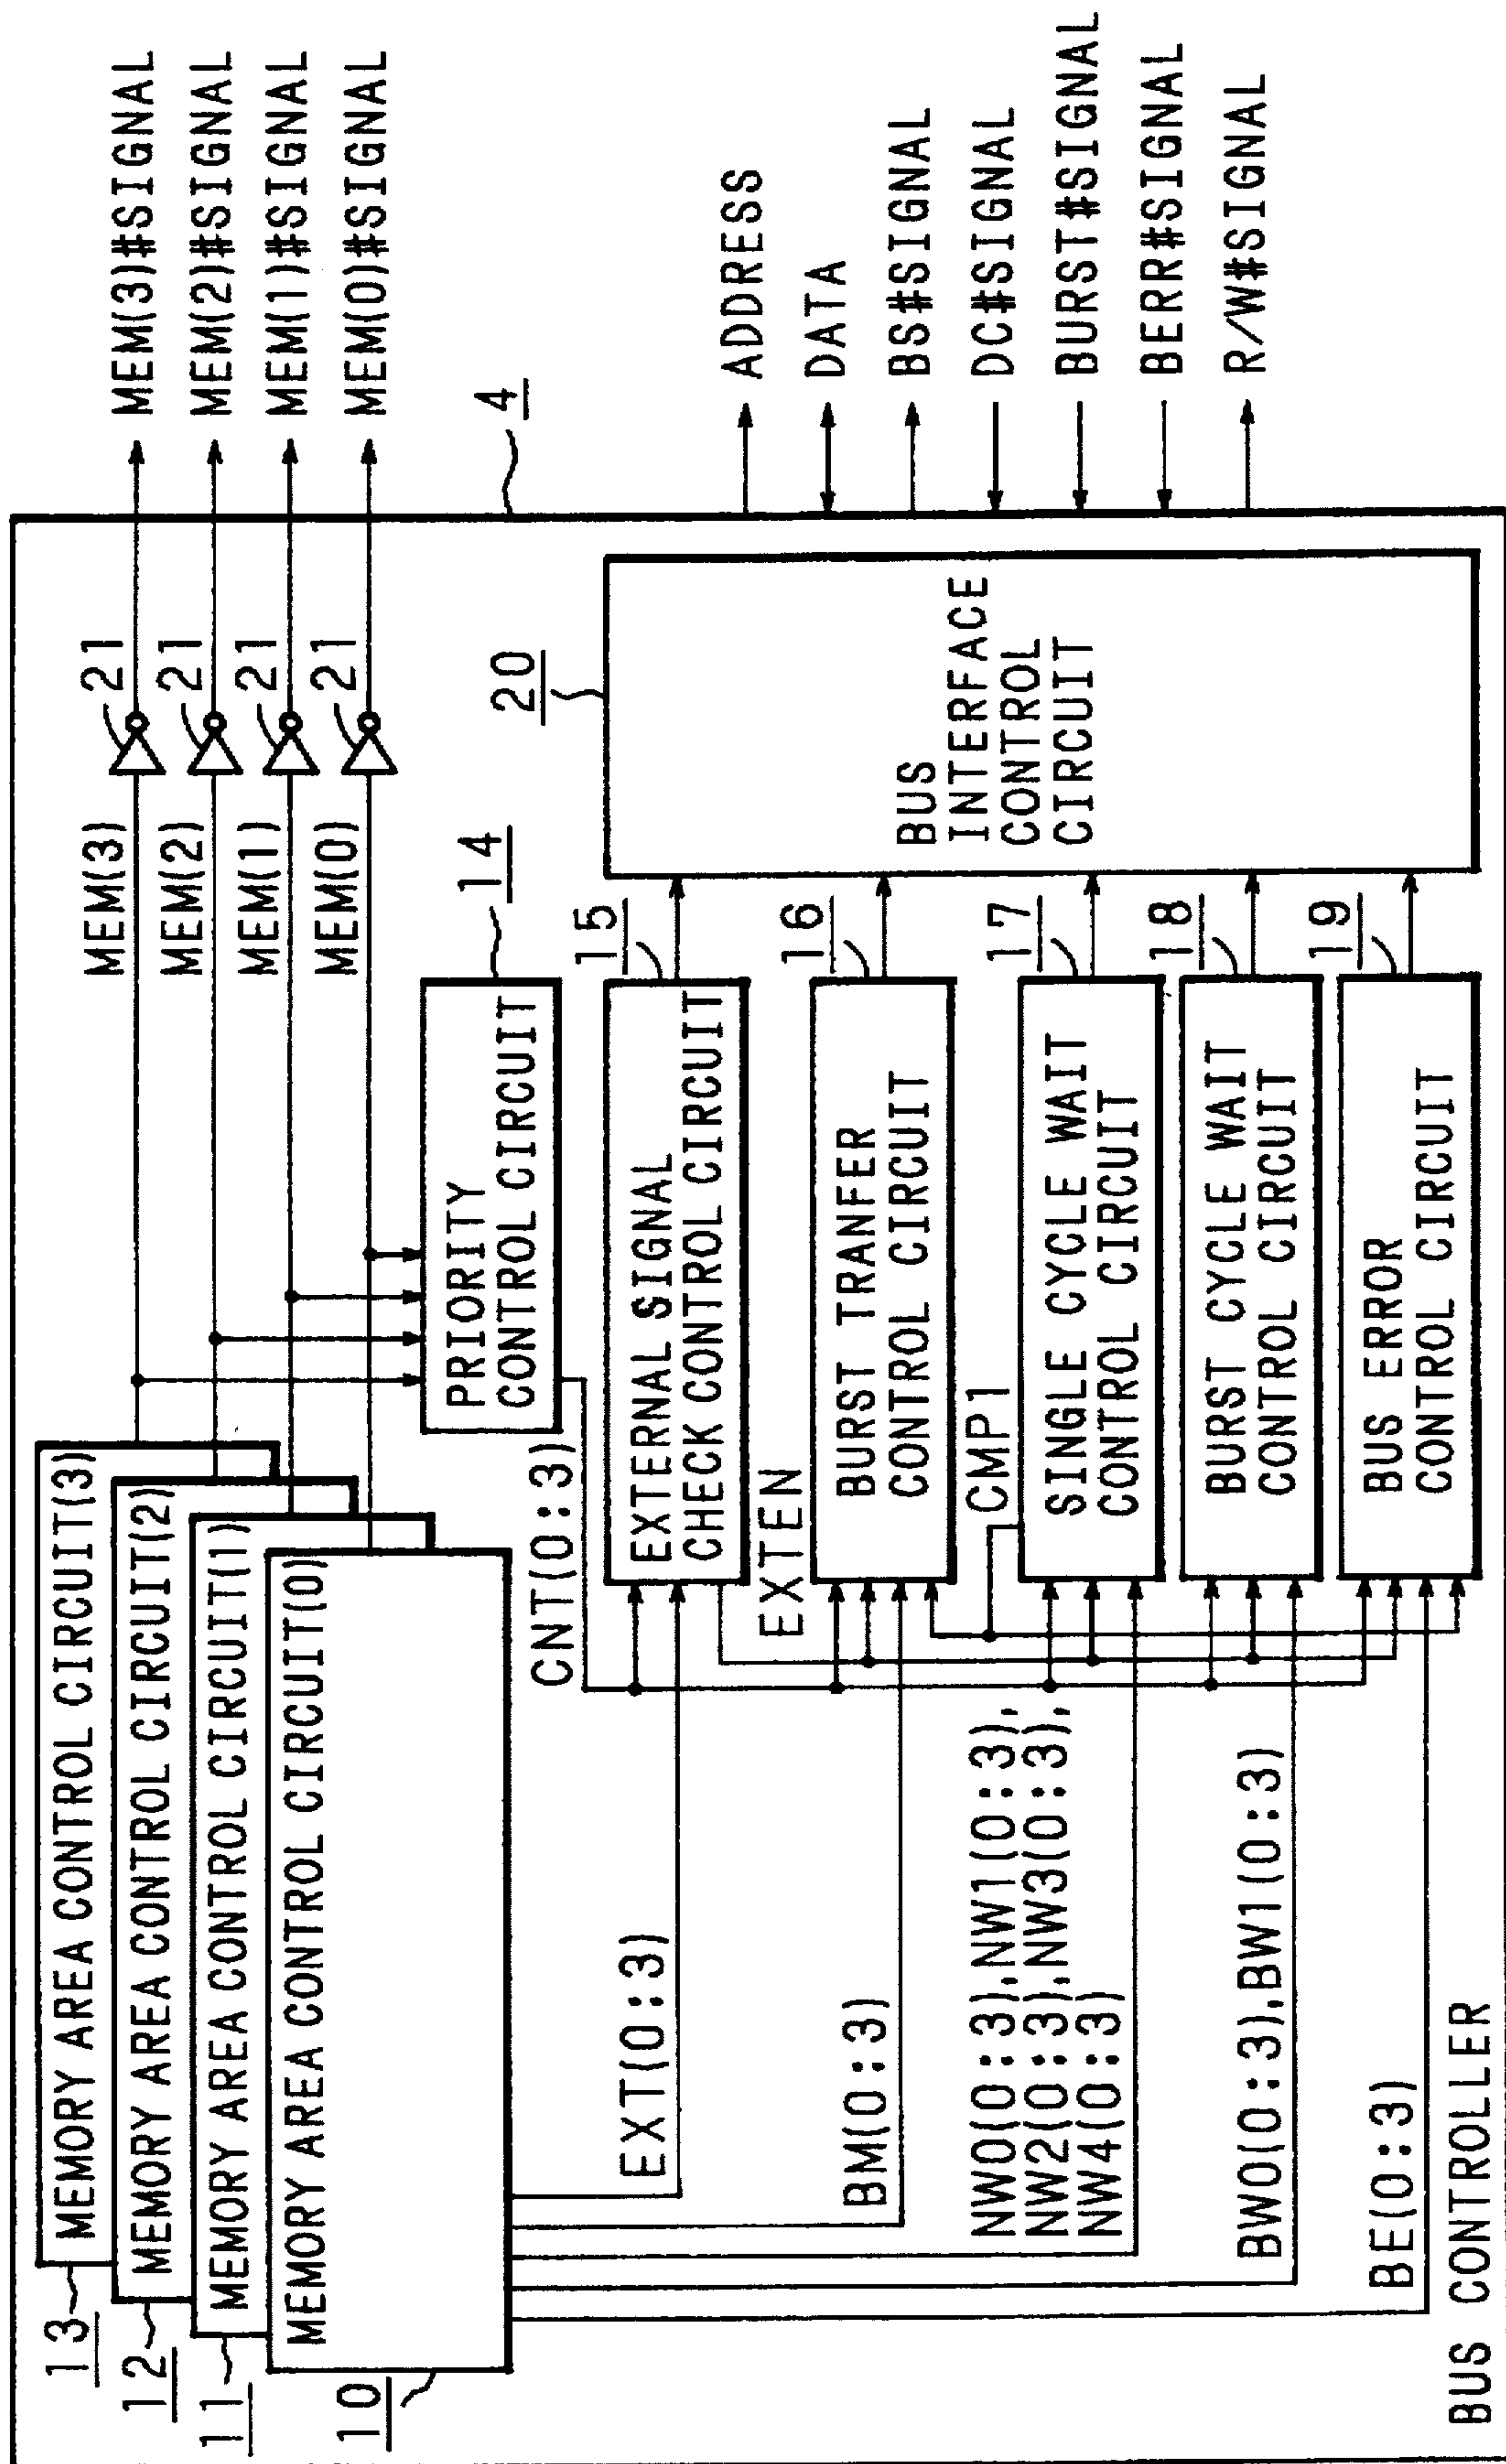 13
MEMORY AREA CONTROL CIRCUIT(3)
12
MEMORY AREA CONTROL CIRCUIT(2)
11
MEMORY AREA CONTROL CIRCUIT(1)
10
MEMORY AREA CONTROL CIRCUIT(0)
MEM(3)
21
MEM(3)#SIGNAL
MEM(2)
21
MEM(2)#SIGNAL
MEM(1)
21
MEM(1)#SIGNAL
MEM(0)
21
MEM(0)#SIGNAL
14
PRIORITY
CONTROL CIRCUIT
4
CNT(0:3)
EXT(0:3)
15
EXTERNAL SIGNAL
CHECK CONTROL CIRCUIT
EXTEN
BM(0:3)
16
BURST TRANFER
CONTROL CIRCUIT
CMP1
NW0(0:3),NW1(0:3),
NW2(0:3),NW3(0:3),
NW4(0:3)
17
SINGLE CYCLE WAIT
CONTROL CIRCUIT
BW0(0:3),BW1(0:3)
18
BURST CYCLE WAIT
CONTROL CIRCUIT
BE(0:3)
19
BUS ERROR
CONTROL CIRCUIT
20
BUS
INTERFACE
CONTROL
CIRCUIT
ADDRESS
DATA
BS#SIGNAL
DC#SIGNAL
BURST#SIGNAL
BERR#SIGNAL
R/W#SIGNAL
BUS CONTROLLER